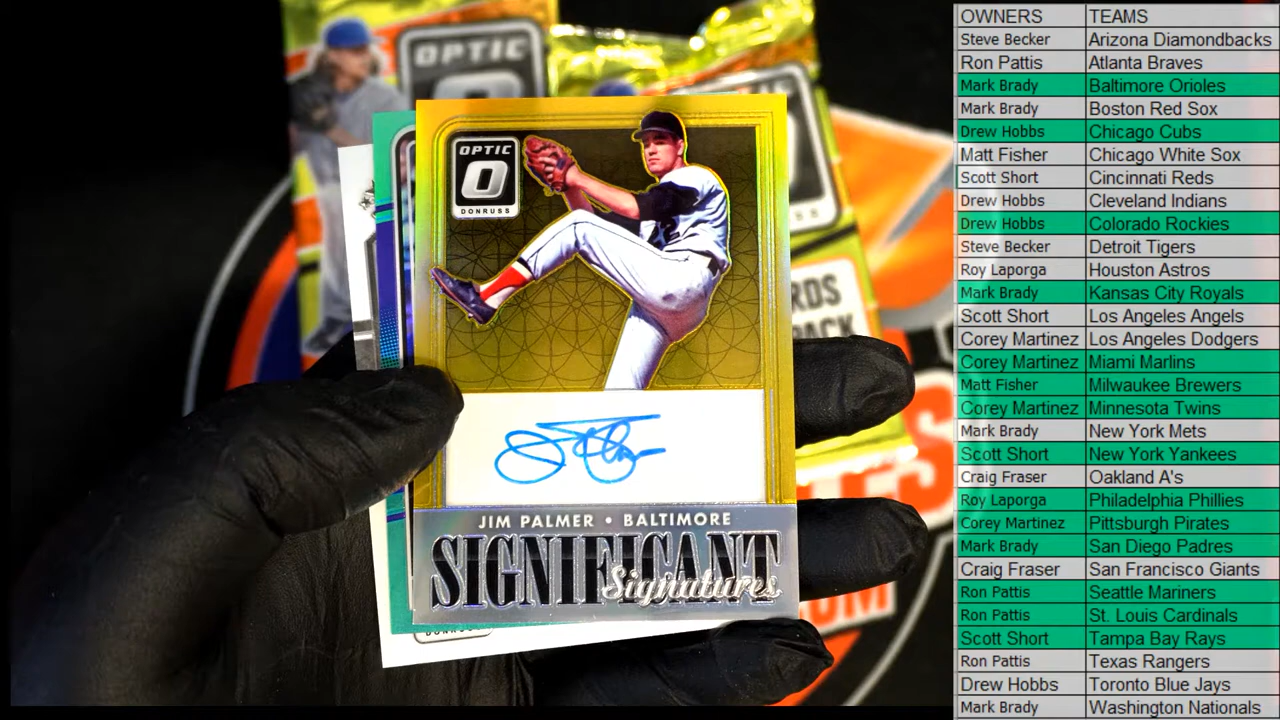 OPTIC
OPTIC
O
DONRUSS
RDS
PACK
JIM PALMER • BALTIMORE
SIGNIFICANT
Signatures
DONRUSS
OWNERS TEAMS
Steve Becker Arizona Diamondbacks
Ron Pattis Atlanta Braves
Mark Brady Baltimore Orioles
Mark Brady Boston Red Sox
Drew Hobbs Chicago Cubs
Matt Fisher Chicago White Sox
Scott Short Cincinnati Reds
Drew Hobbs Cleveland Indians
Drew Hobbs Colorado Rockies
Steve Becker Detroit Tigers
Roy Laporga Houston Astros
Mark Brady Kansas City Royals
Scott Short Los Angeles Angels
Corey Martinez Los Angeles Dodgers
Corey Martinez Miami Marlins
Matt Fisher Milwaukee Brewers
Corey Martinez Minnesota Twins
Mark Brady New York Mets
Scott Short New York Yankees
Craig Fraser Oakland A's
Roy Laporga Philadelphia Phillies
Corey Martinez Pittsburgh Pirates
Mark Brady San Diego Padres
Craig Fraser San Francisco Giants
Ron Pattis Seattle Mariners
Ron Pattis St. Louis Cardinals
Scott Short Tampa Bay Rays
Ron Pattis Texas Rangers
Drew Hobbs Toronto Blue Jays
Mark Brady Washington Nationals